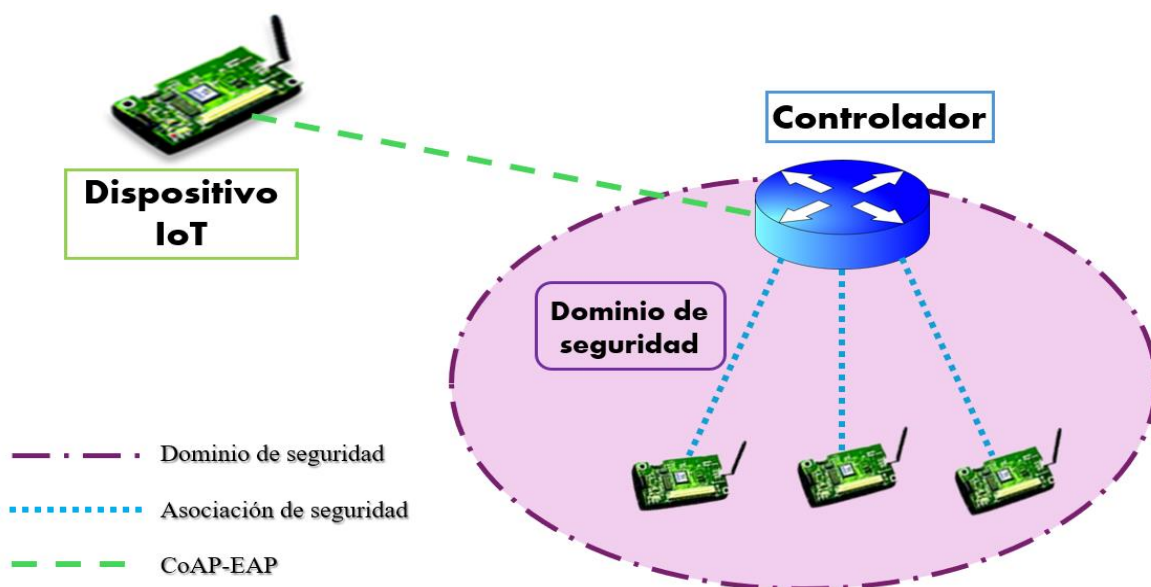 Controlador
Dispositivo
IoT
Dominio de
seguridad
Dominio de seguridad
Asociación de seguridad
CoAP-EAP